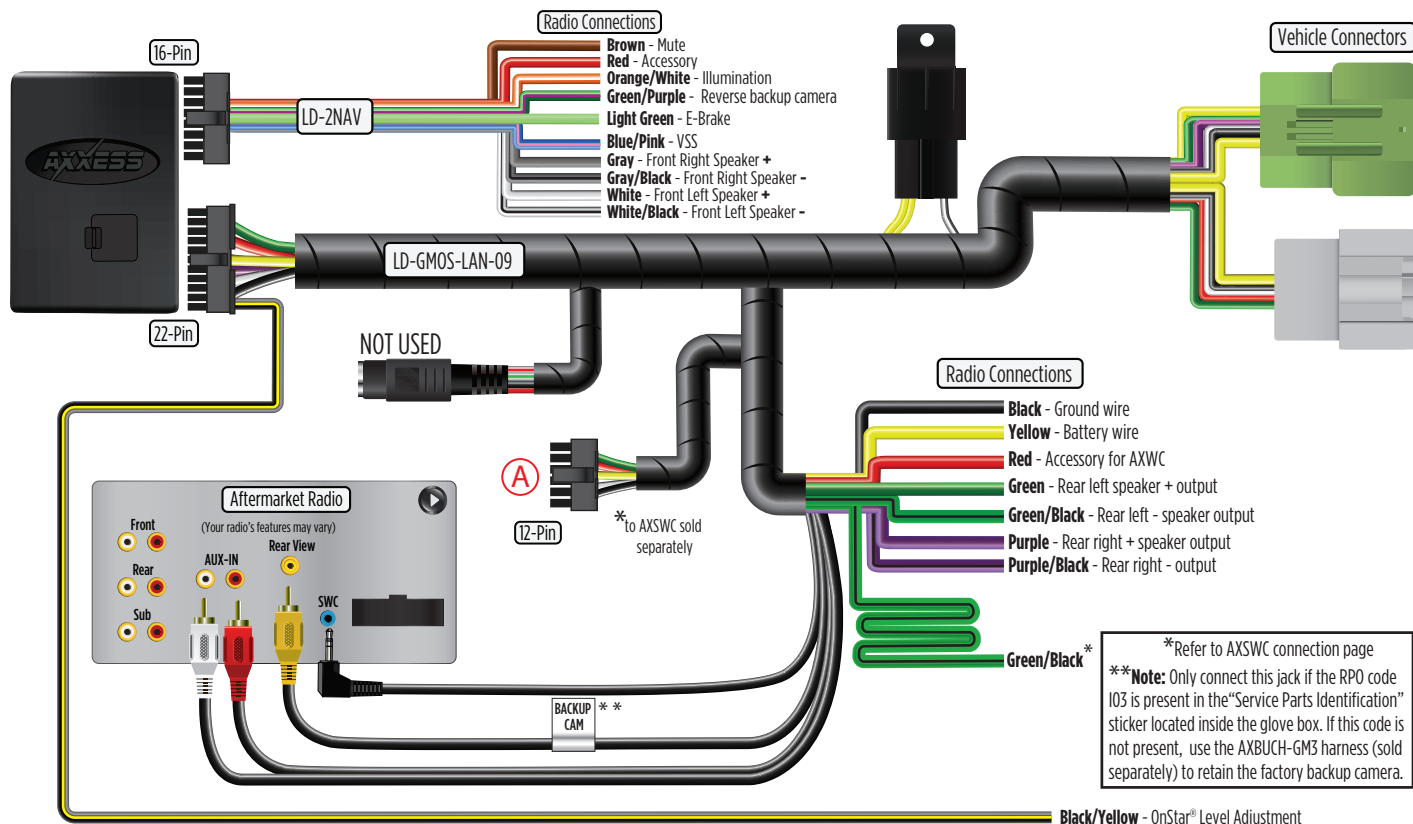 Radio Connections
16-Pin
Brown - Mute
Red - Accessory
Orange/White - Illumination
Green/Purple - Reverse backup camera
Light Green - E-Brake
Blue/Pink - VSS
Gray - Front Right Speaker +
Gray/Black - Front Right Speaker -
White - Front Left Speaker +
White/Black - Front Left Speaker -
LD-2NAV
AXXESS
Vehicle Connectors
LD-GMOS-LAN-09
22-Pin
NOT USED
A
12-Pin
*to AXSWC sold
separately
Radio Connections
Black - Ground wire
Yellow - Battery wire
Red - Accessory for AXWC
Green - Rear left speaker + output
Green/Black - Rear left - speaker output
Purple - Rear right + speaker output
Purple/Black - Rear right - output
Green/Black*
Aftermarket Radio
(Your radio's features may vary)
Front
Rear
Sub
AUX-IN
Rear View
SWC
BACKUP
CAM
* *
*Refer to AXSWC connection page
**Note: Only connect this jack if the RPO code
I03 is present in the"Service Parts Identification"
sticker located inside the glove box. If this code is
not present, use the AXBUCH-GM3 harness (sold
separately) to retain the factory backup camera.
Black/Yellow - OnStar® Level Adjustment